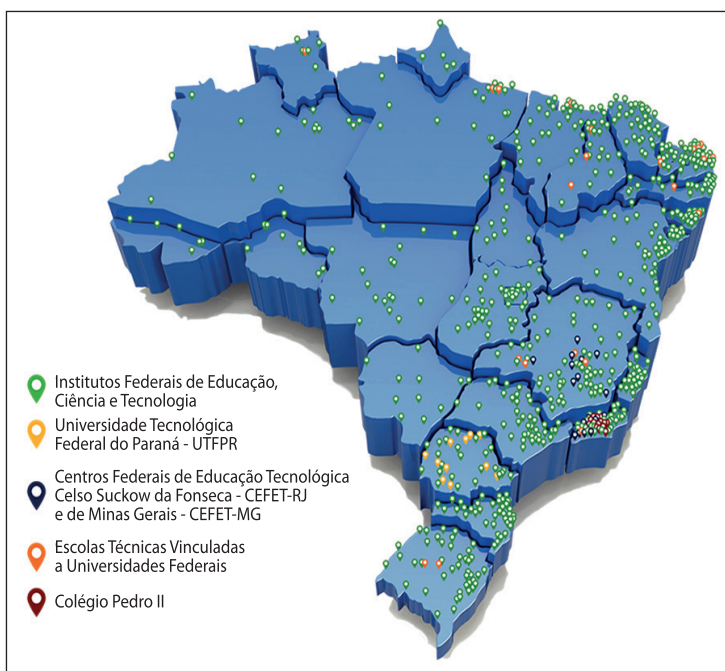 Institutos Federais de Educação,
Ciência e Tecnologia
Universidade Tecnológica
Federal do Paraná - UTFPR
Centros Federais de Educação Tecnológica
Celso Suckow da Fonseca - CEFET-RJ
e de Minas Gerais - CEFET-MG
Escolas Técnicas Vinculadas
a Universidades Federais
Colégio Pedro II